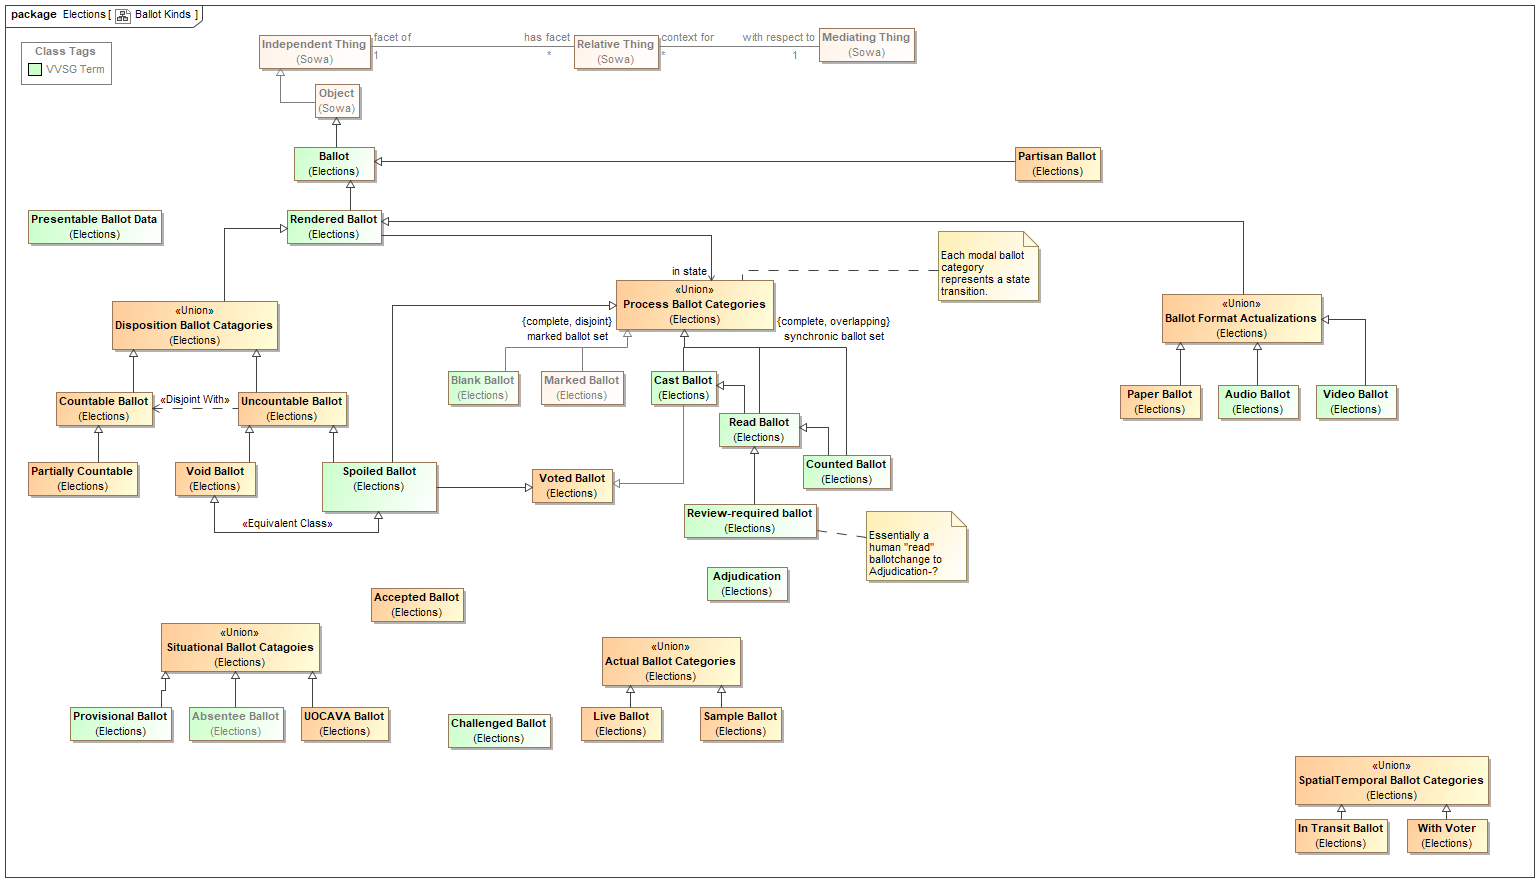 package Elections [ Ballot Kinds ]
Class Tags
VVSG Term
Independent Thing
(Sowa)
facet of
1
has facet
*
Relative Thing
(Sowa)
context for
*
with respect to
1
Mediating Thing
(Sowa)
Object
(Sowa)
Ballot
(Elections)
Partisan Ballot
(Elections)
Presentable Ballot Data
(Elections)
Rendered Ballot
(Elections)
in state
Each modal ballot
category
represents a state
transition.
«Union»
Disposition Ballot Catagories
(Elections)
«Union»
Process Ballot Categories
(Elections)
«Union»
Ballot Format Actualizations
(Elections)
{complete, disjoint}
marked ballot set
{complete, overlapping}
synchronic ballot set
Countable Ballot
(Elections)
«Disjoint With»
Uncountable Ballot
(Elections)
Blank Ballot
(Elections)
Marked Ballot
(Elections)
Cast Ballot
(Elections)
Paper Ballot
(Elections)
Audio Ballot
(Elections)
Video Ballot
(Elections)
Read Ballot
(Elections)
Partially Countable
(Elections)
Void Ballot
(Elections)
Spoiled Ballot
(Elections)
Voted Ballot
(Elections)
Counted Ballot
(Elections)
«Equivalent Class»
Review-required ballot
(Elections)
Essentially a
human "read"
ballotchange to
Adjudication-?
Adjudication
(Elections)
Accepted Ballot
(Elections)
«Union»
Situational Ballot Catagoies
(Elections)
«Union»
Actual Ballot Categories
(Elections)
Provisional Ballot
(Elections)
Absentee Ballot
(Elections)
UOCAVA Ballot
(Elections)
Challenged Ballot
(Elections)
Live Ballot
(Elections)
Sample Ballot
(Elections)
«Union»
SpatialTemporal Ballot Categories
(Elections)
In Transit Ballot
(Elections)
With Voter
(Elections)